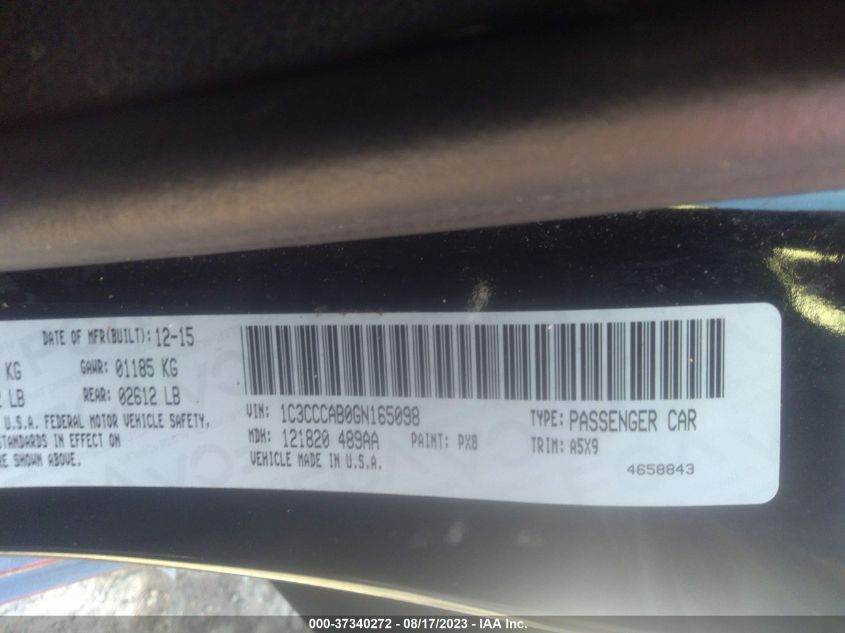 DATE OF MFR(BUILT): 12-15
KG GAWR: 01185 KG
LB REAR: 02612 LB
U.S.A. FEDERAL MOTOR VEHICLE SAFETY,
STANDARDS IN EFFECT ON
SHOWN ABOVE.
VIN: 1C3CCCAB0GN165098
TYPE: PASSENGER CAR
MDH: 121820 489AA
PAINT: PX8
TRIM: A5X9
VEHICLE MADE IN U.S.A.
4658843
000-37340272 - 08/17/2023 - IAA Inc.